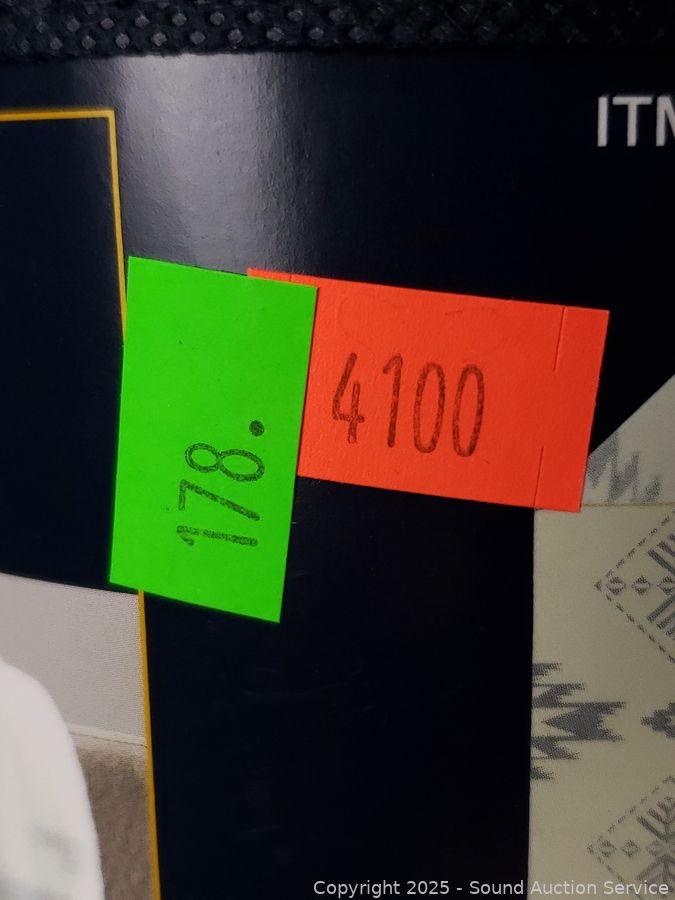 ITM
4100
178.
Copyright 2025 - Sound Auction Service